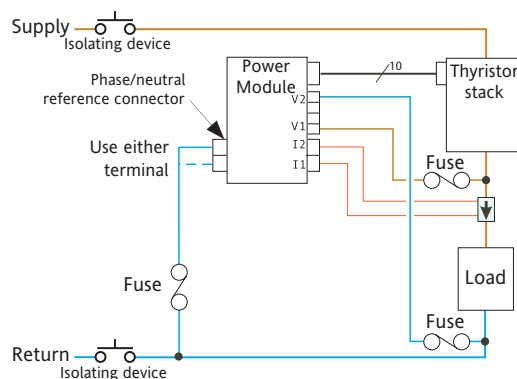 Supply
Isolating device
Power
Module
10
Thyristor
stack
Phase/neutral
reference connector
V2
V1
I2
I1
Use either
terminal
Fuse
Fuse
Load
Fuse
Return
Isolating device